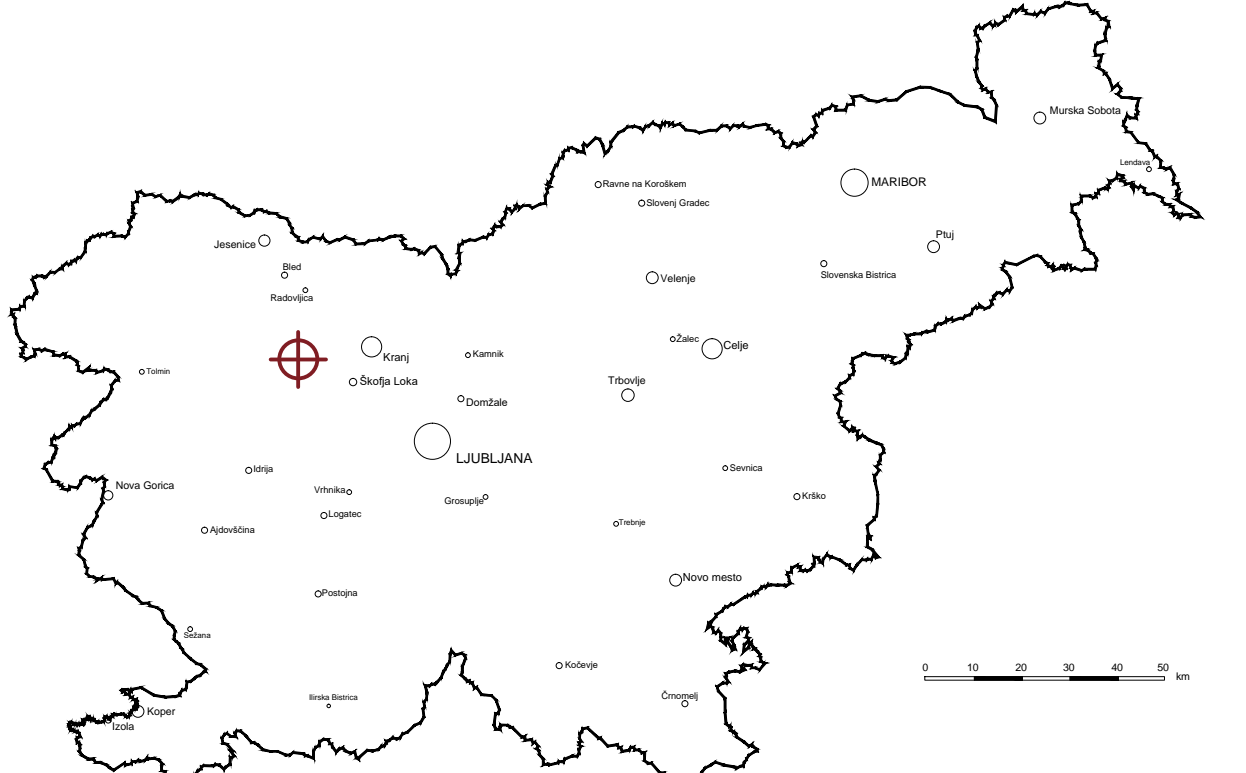 Murska Sobota
Lendava
MARIBOR
Ravne na Koroškem
Slovenj Gradec
Ptuj
Jesenice
Bled
Slovenska Bistrica
Velenje
Radovljica
Žalec
Celje
Kranj
Kamnik
Tolmin
Škofja Loka
Trbovlje
Domžale
LJUBLJANA
Idrija
Sevnica
Nova Gorica
Vrhnika
Grosuplje
Krško
Logatec
Trebnje
Ajdovščina
Novo mesto
Postojna
Sežana
Kočevje
0 10 20 30 40 50
km
Ilirska Bistrica
Črnomelj
Koper
Izola